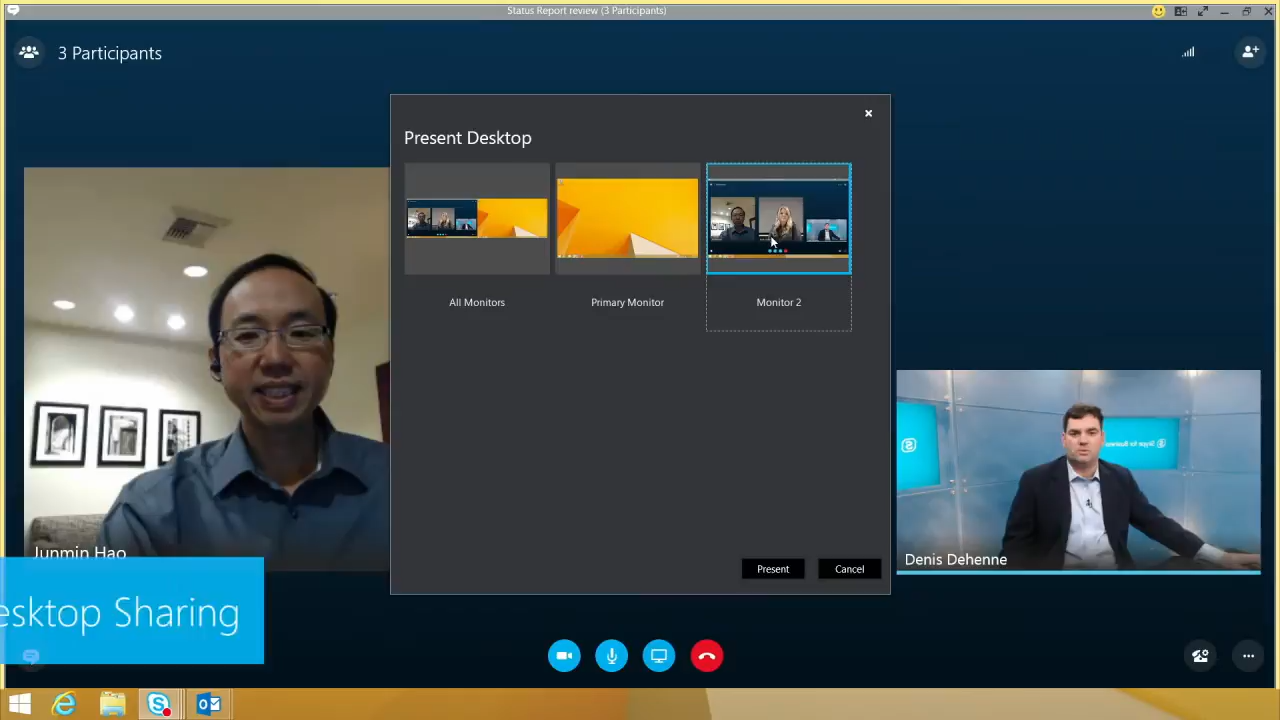 Status Report review (3 Participants)
3 Participants
Present Desktop
All Monitors
Primary Monitor
Monitor 2
Junmin Hao
Denis Dehenne
esktop Sharing
Present
Cancel